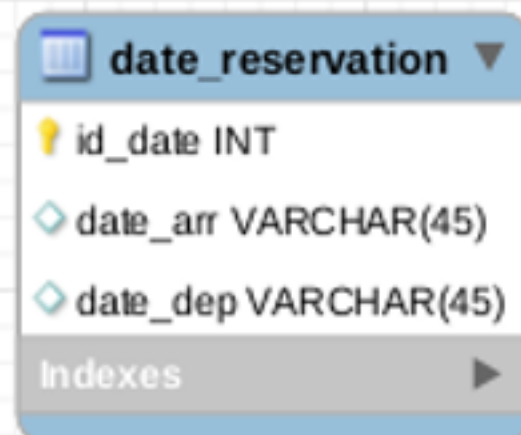 date_reservation
id_date INT
date_arr VARCHAR(45)
date_dep VARCHAR(45)
Indexes